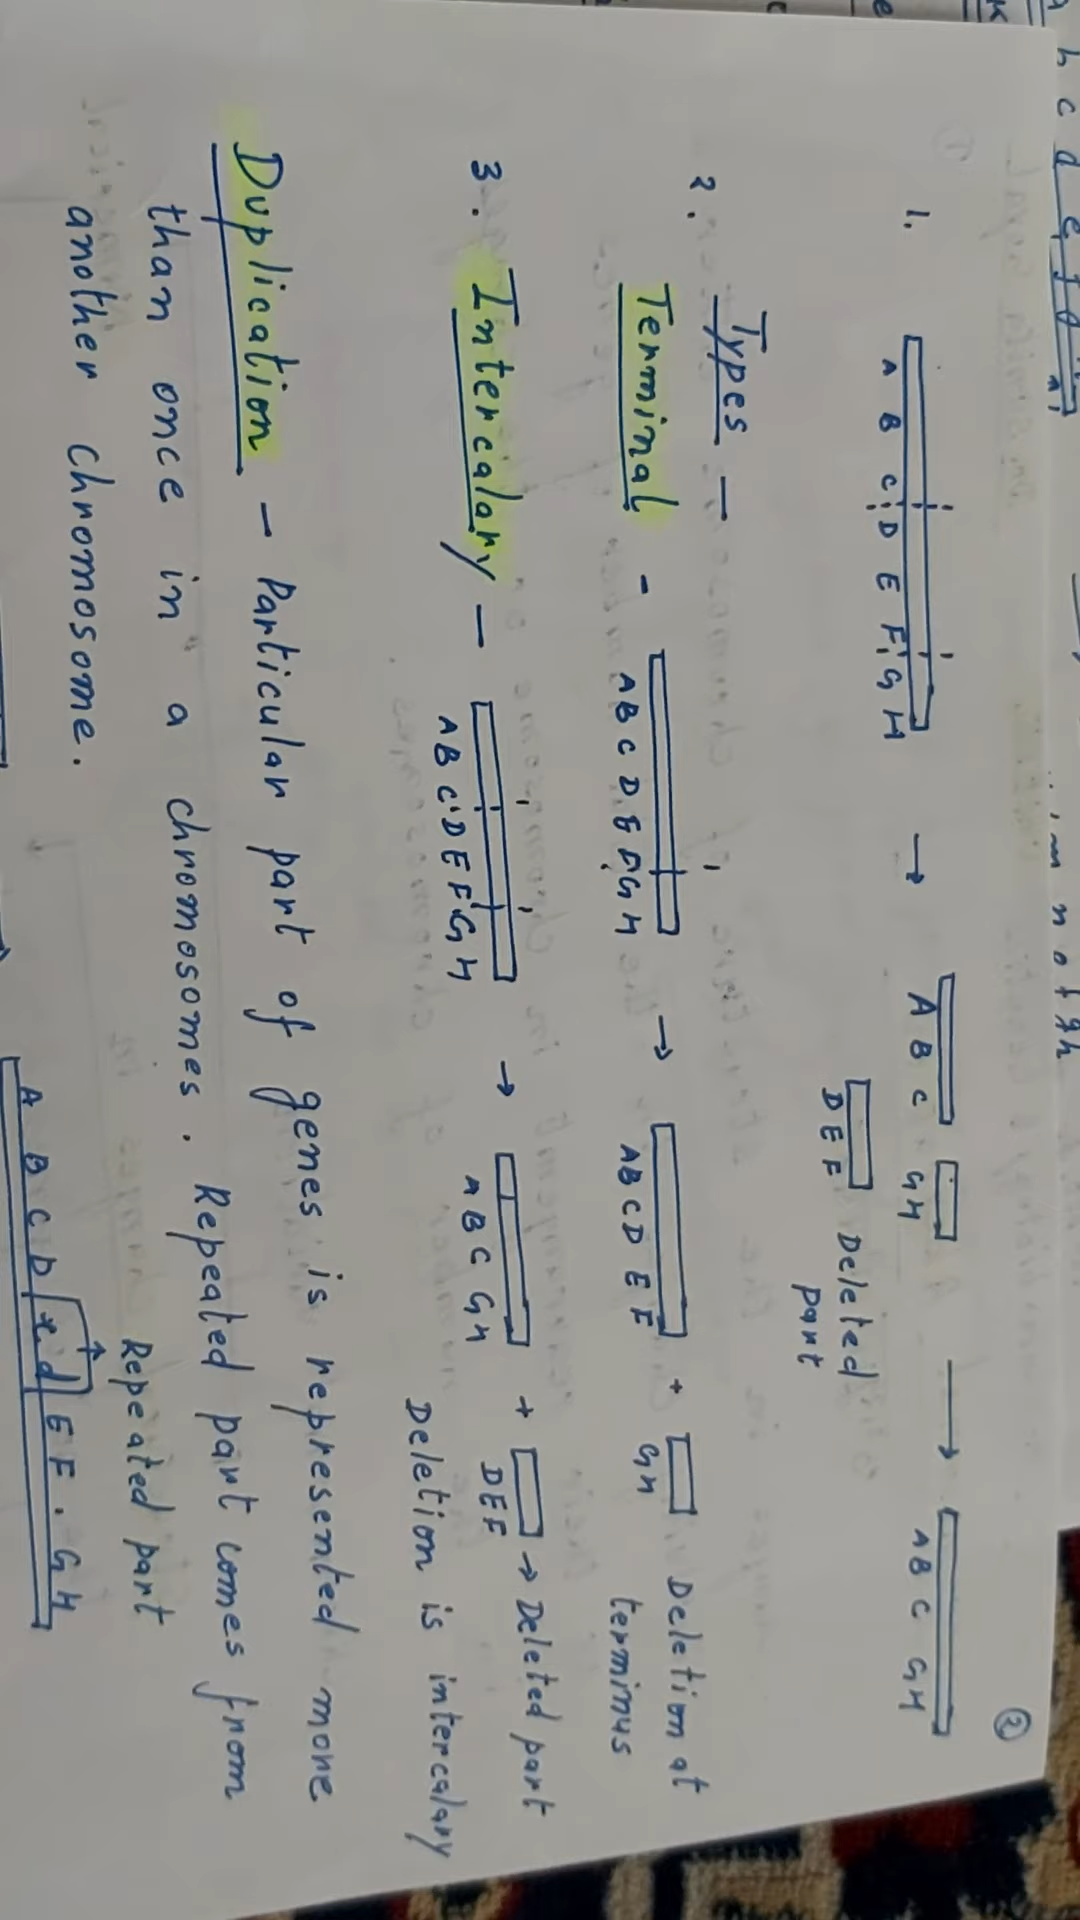 ②
1. A B C D E F G H → A B C G H → A B C G H
D E F Deleted part
2. Types -
Terminal - A B C D E F G H → A B C D E F + G H Deletion at terminus
3. Intercalary - A B C D E F G H → A B C G H + D E F → Deleted part
Deletion is intercalary
Duplication - Particular part of genes is represented more
than once in a chromosomes. Repeated part comes from
another chromosome.
Repeated part
A B C D c d E F . G H